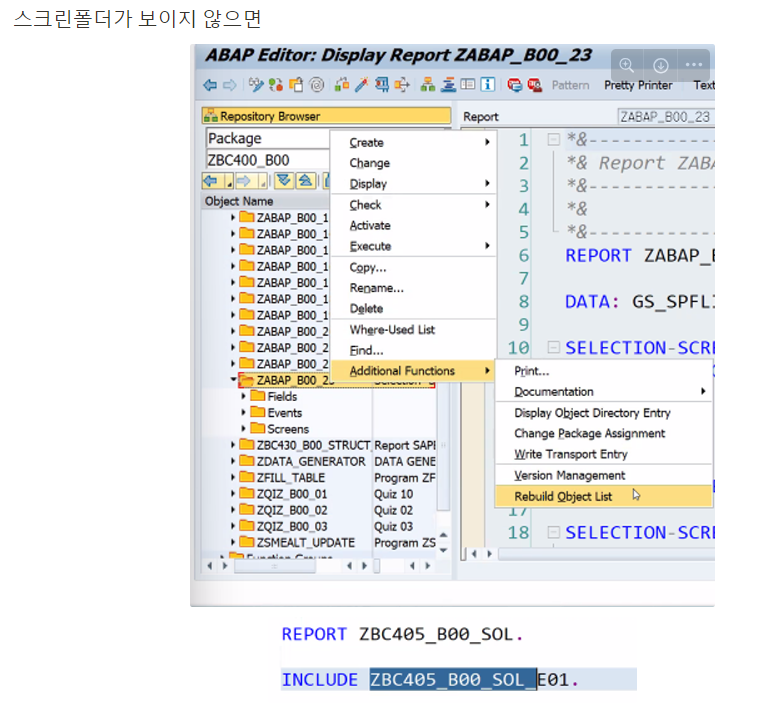 스크린폴더가 보이지 않으면
ABAP Editor: Display Report ZABAP_B00_23
Pattern Pretty Printer Text
Repository Browser
Package
ZBC400_B00
Object Name
ZABAP_B00_1
ZABAP_B00_1
ZABAP_B00_1
ZABAP_B00_1
ZABAP_B00_1
ZABAP_B00_1
ZABAP_B00_1
ZABAP_B00_2
ZABAP_B00_2
ZABAP_B00_2
ZABAP_B00_23
Fields
Events
Screens
ZBC430_B00_STRUCT Report SAPL
ZDATA_GENERATOR DATA GENE
ZFILL_TABLE Program ZF
ZQIZ_B00_01 Quiz 10
ZQIZ_B00_02 Quiz 02
ZQIZ_B00_03 Quiz 03
ZSMEALT_UPDATE Program ZS
Function Groups
Create
Change
Display
Check
Activate
Execute
Copy...
Rename...
Delete
Where-Used List
Find...
Additional Functions
Print...
Documentation
Display Object Directory Entry
Change Package Assignment
Write Transport Entry
Version Management
Rebuild Object List
Report ZABAP_B00_23
1 *&-----------
2 *& Report ZABA
3 *&-----------
4 *&
5 *&-----------
6 REPORT ZABAP_B
7
8 DATA: GS_SPFLI
9
10 SELECTION-SCRE
17
18 SELECTION-SCRE
REPORT ZBC405_B00_SOL.
INCLUDE ZBC405_B00_SOL_E01.